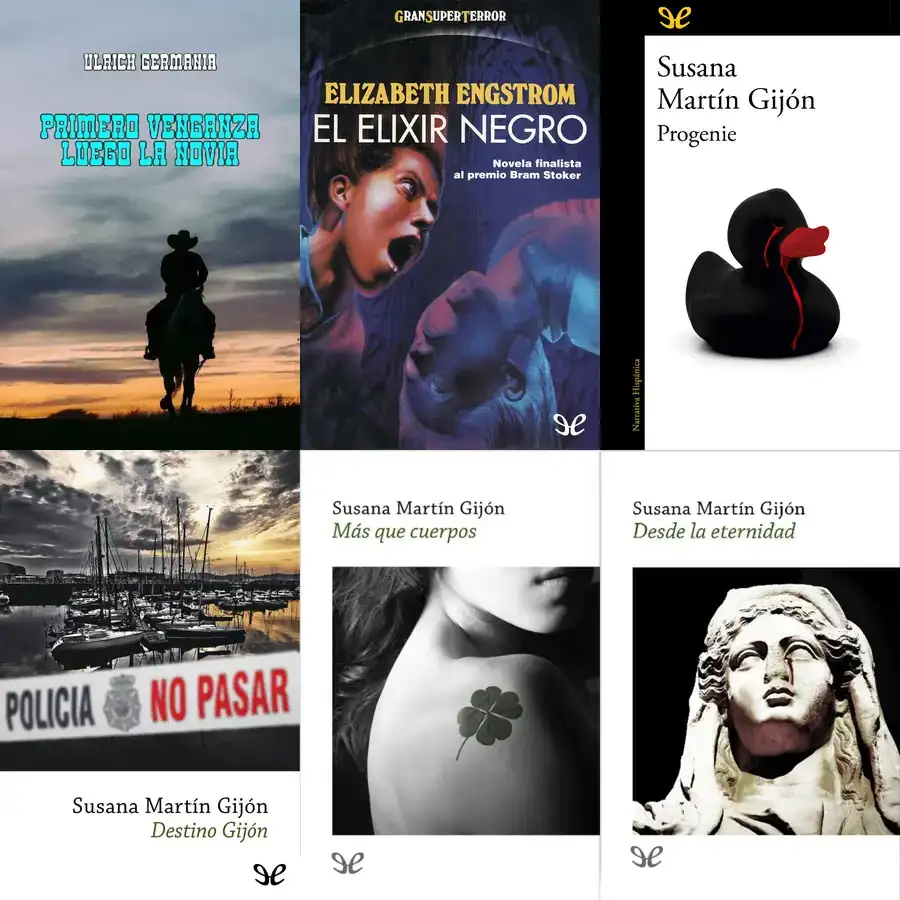 ULRICH GERMANIA
PRIMERO VENGANZA
LUEGO LA NOVIA
GRANSUPERTERROR
ELIZABETH ENGSTROM
EL ELIXIR NEGRO
Novela finalista
al premio Bram Stoker
Susana
Martín Gijón
Progenie
Narrativa Hispánica
POLICIA NO PASAR
Susana Martín Gijón
Destino Gijón
Susana Martín Gijón
Más que cuerpos
Susana Martín Gijón
Desde la eternidad